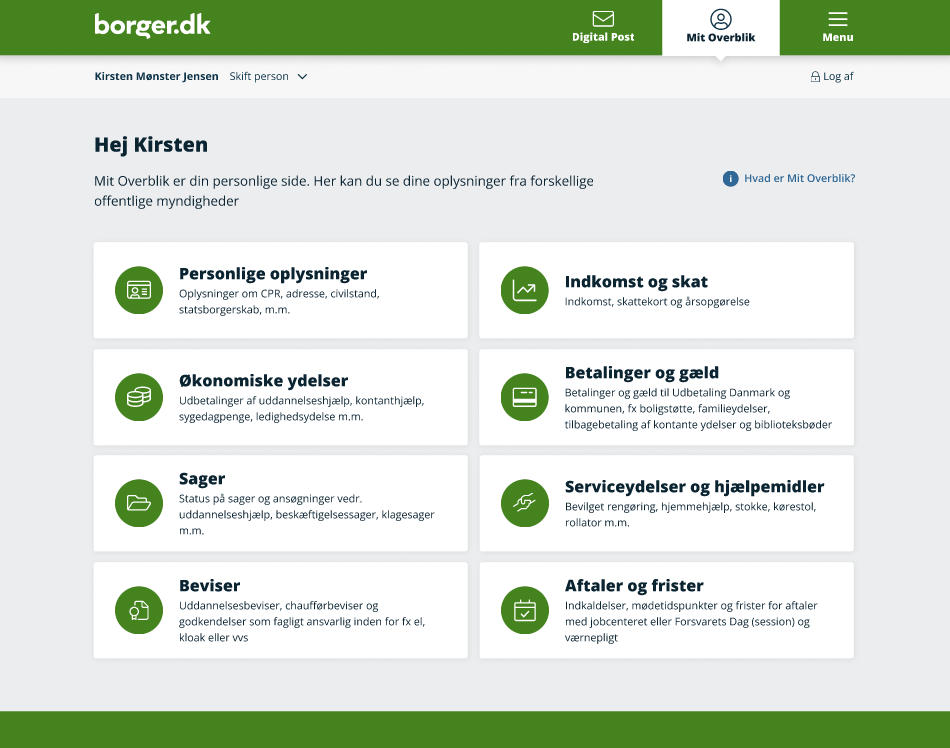 borger.dk
Digital Post
Mit Overblik
Menu
Kirsten Mønster Jensen Skift person
Log af
Hej Kirsten
Mit Overblik er din personlige side. Her kan du se dine oplysninger fra forskellige
offentlige myndigheder
i Hvad er Mit Overblik?
Personlige oplysninger
Oplysninger om CPR, adresse, civilstand,
statsborgerskab, m.m.
Indkomst og skat
Indkomst, skattekort og årsopgørelse
Økonomiske ydelser
Udbetalinger af uddannelseshjælp, kontanthjælp,
sygedagpenge, ledighedsydelse m.m.
Betalinger og gæld
Betalinger og gæld til Udbetaling Danmark og
kommunen, fx boligstøtte, familieydelser,
tilbagebetaling af kontante ydelser og biblioteksbøder
Sager
Status på sager og ansøgninger vedr.
uddannelseshjælp, beskæftigelsessager, klagesager
m.m.
Serviceydelser og hjælpemidler
Bevilget rengøring, hjemmehjælp, stokke, kørestol,
rollator m.m.
Beviser
Uddannelsesbeviser, chaufførbeviser og
godkendelser som fagligt ansvarlig inden for fx el,
kloak eller vvs
Aftaler og frister
Indkaldelser, mødetidspunkter og frister for aftaler
med jobcenteret eller Forsvarets Dag (session) og
værnepligt